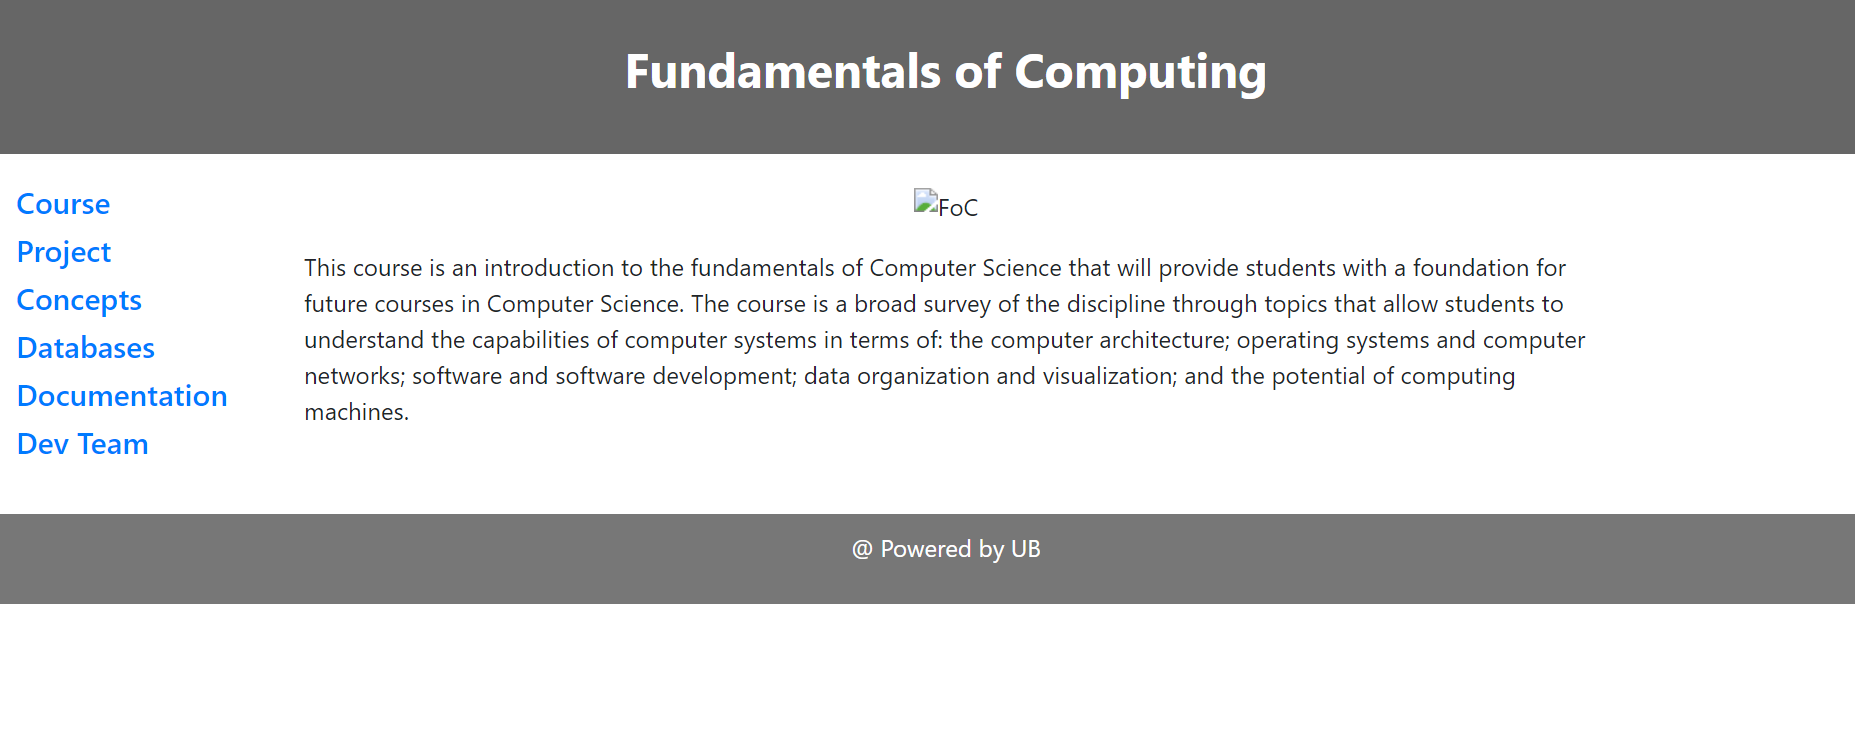 Fundamentals of Computing
Course
Project
Concepts
Databases
Documentation
Dev Team
FoC
This course is an introduction to the fundamentals of Computer Science that will provide students with a foundation for
future courses in Computer Science. The course is a broad survey of the discipline through topics that allow students to
understand the capabilities of computer systems in terms of: the computer architecture; operating systems and computer
networks; software and software development; data organization and visualization; and the potential of computing
machines.
@ Powered by UB